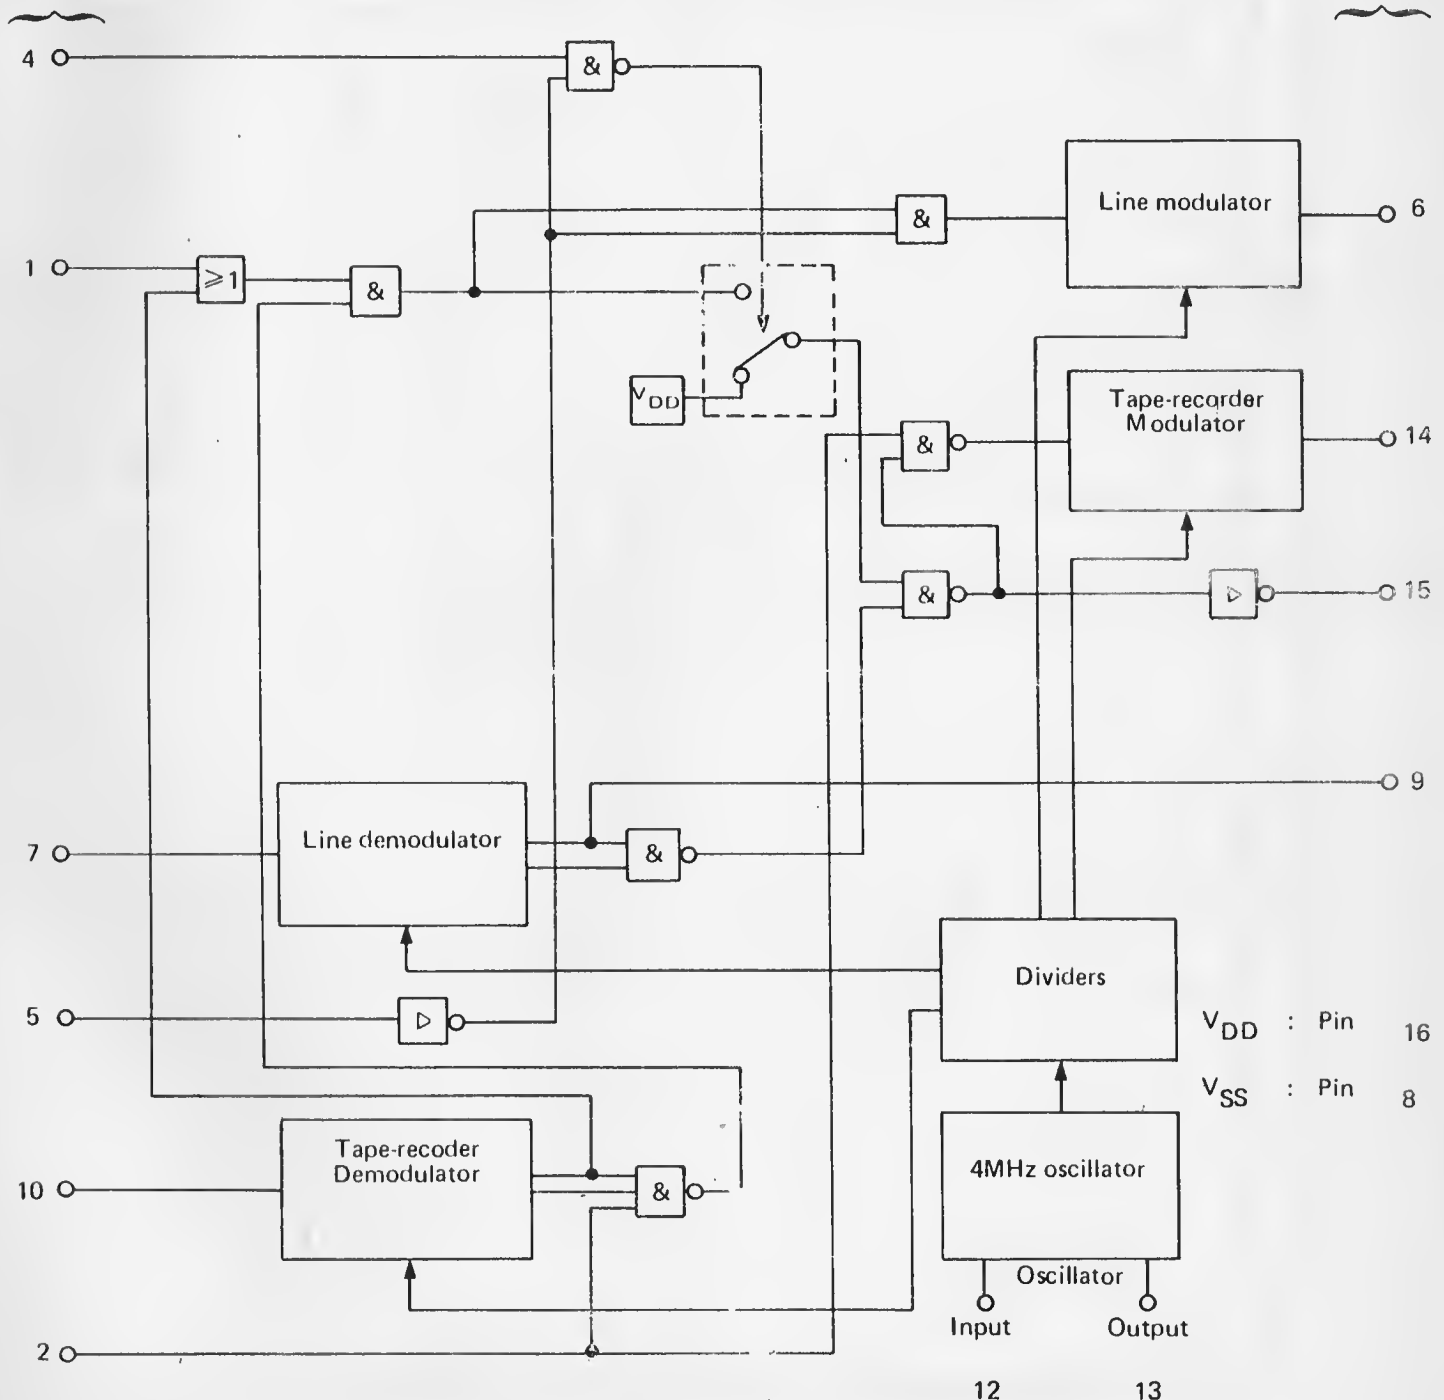 4
&
&
Line modulator
6
1
⩾1
&
VDD
Tape-recorder
Modulator
14
&
&
▷
15
9
Line demodulator
7
&
Dividers
5
▷
VDD : Pin 16
VSS : Pin 8
Tape-recoder
Demodulator
10
&
4MHz oscillator
Oscillator
Input
Output
2
12
13